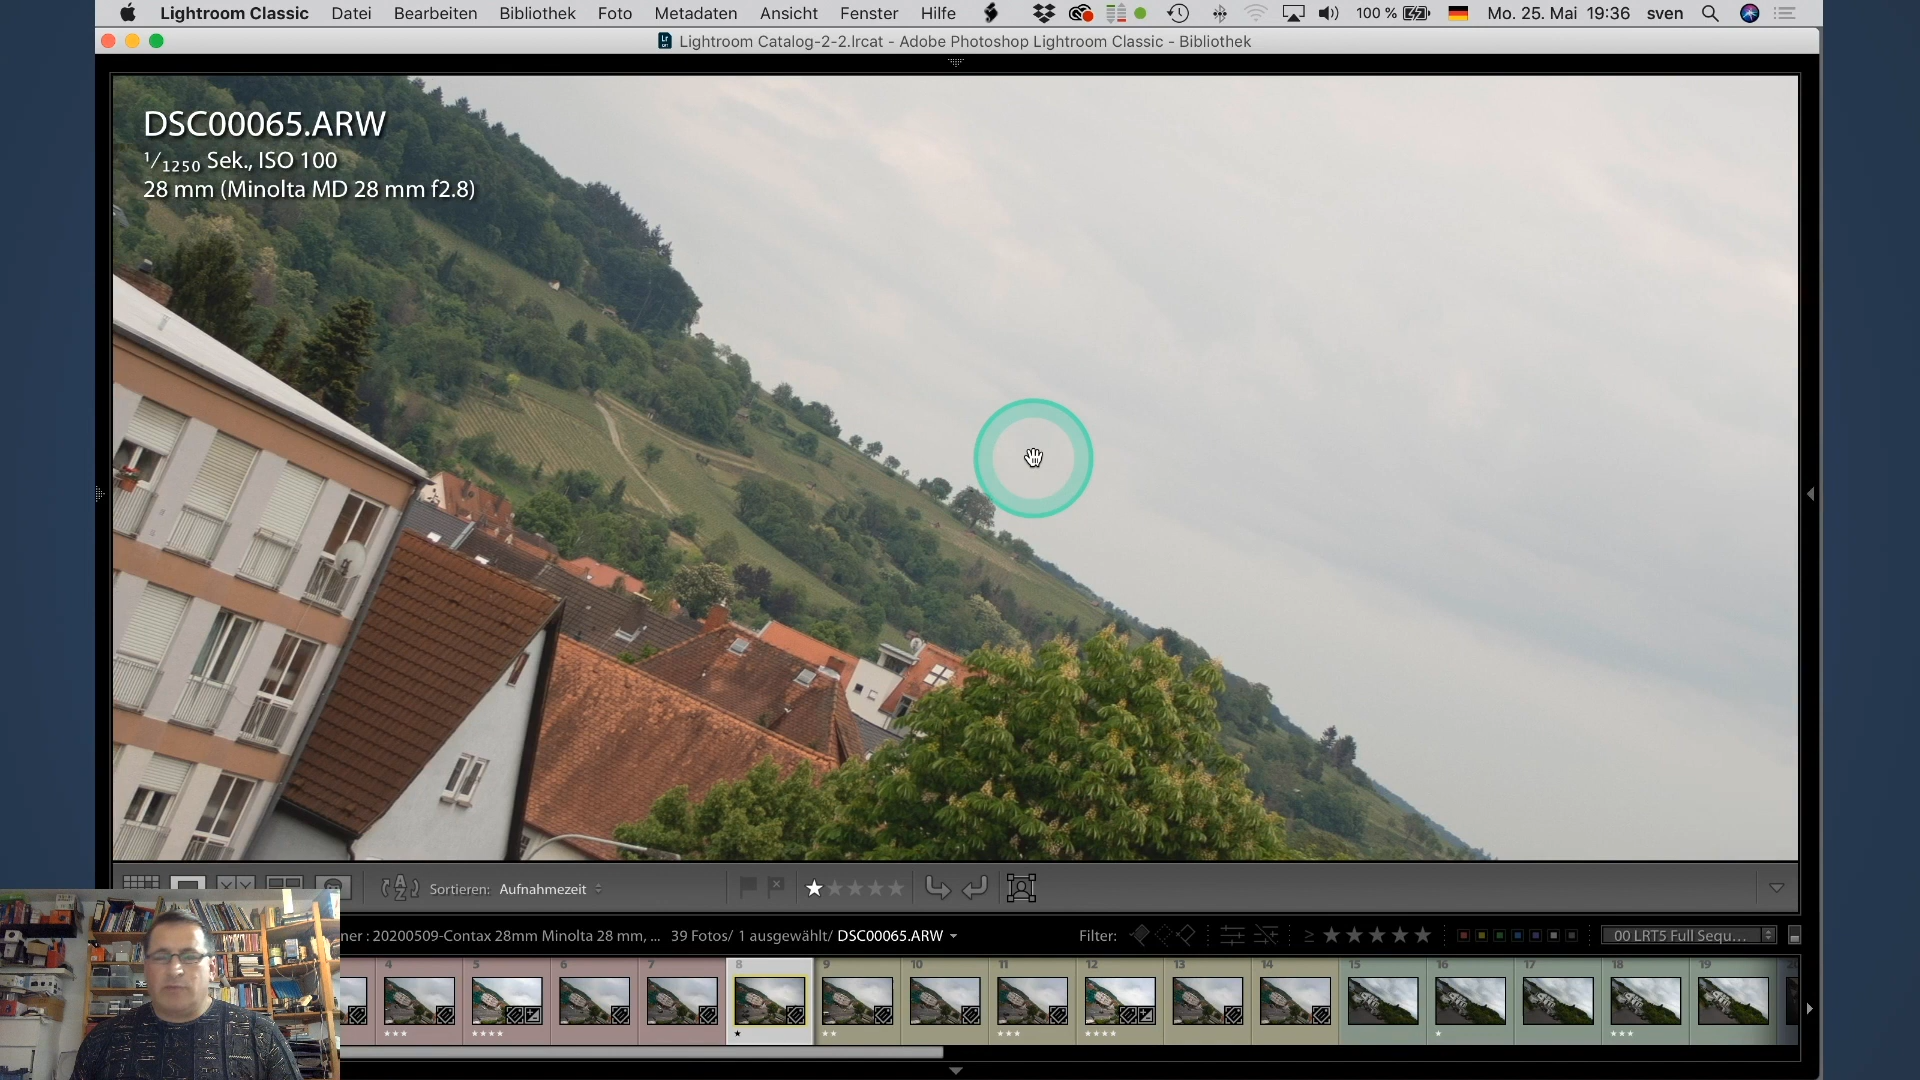 Lightroom Classic Datei Bearbeiten Bibliothek Foto Metadaten Ansicht Fenster Hilfe 100 % Mo. 25. Mai 19:36 sven
Lightroom Catalog-2-2.lrcat - Adobe Photoshop Lightroom Classic - Bibliothek
DSC00065.ARW
1/1250 Sek., ISO 100
28 mm (Minolta MD 28 mm f2.8)
Sortieren: Aufnahmezeit
ner : 20200509-Contax 28mm Minolta 28 mm, ... 39 Fotos/ 1 ausgewählt/ DSC00065.ARW Filter: ≥ 00 LRT5 Full Sequ...
4 5 6 7 8 9 10 11 12 13 14 15 16 17 18 19